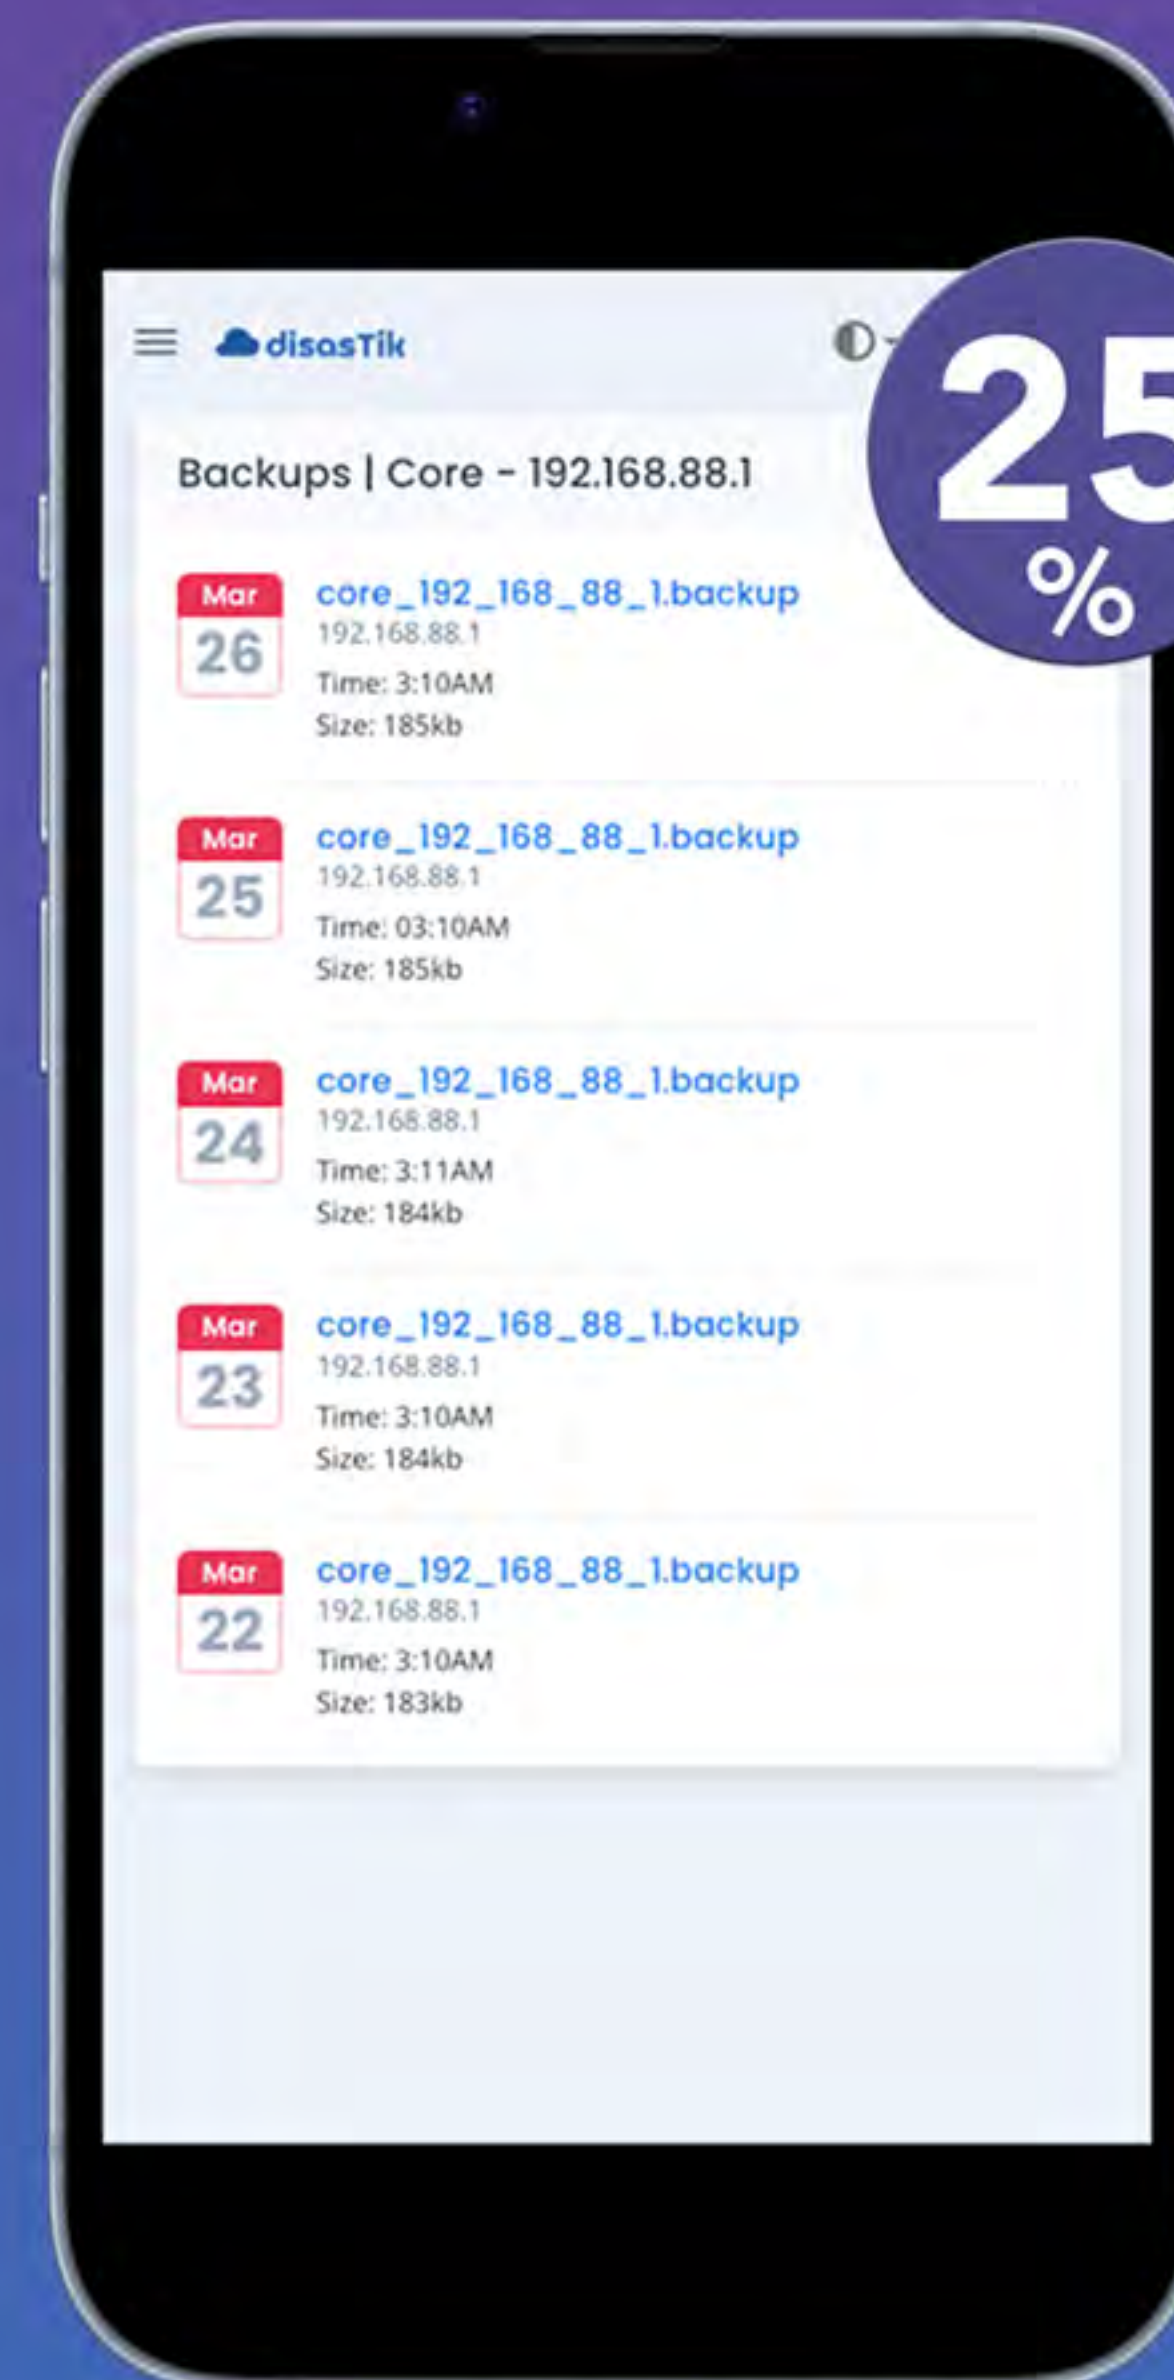 disasTik
25
%
Backups | Core - 192.168.88.1
Mar
26
core_192_168_88_1.backup
192.168.88.1
Time: 3:10AM
Size: 185kb
Mar
25
core_192_168_88_1.backup
192.168.88.1
Time: 03:10AM
Size: 185kb
Mar
24
core_192_168_88_1.backup
192.168.88.1
Time: 3:11AM
Size: 184kb
Mar
23
core_192_168_88_1.backup
192.168.88.1
Time: 3:10AM
Size: 184kb
Mar
22
core_192_168_88_1.backup
192.168.88.1
Time: 3:10AM
Size: 183kb